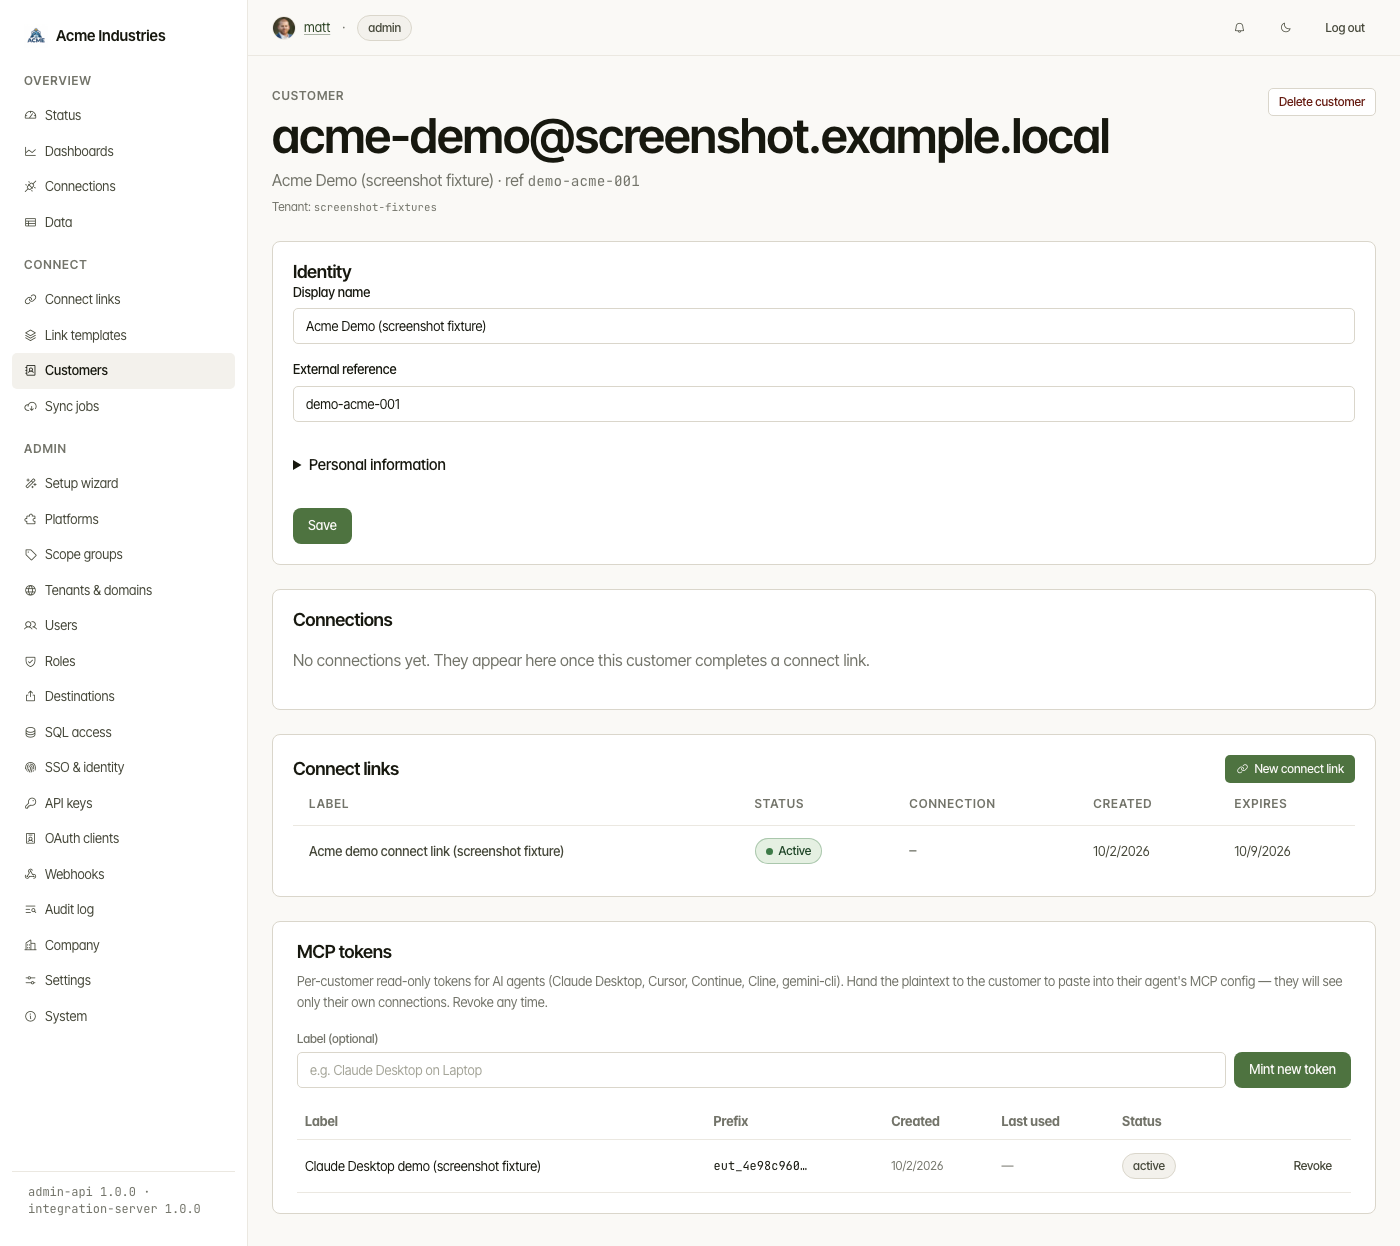 Acme Industries
OVERVIEW
Status
Dashboards
Connections
Data
CONNECT
Connect links
Link templates
Customers
Sync jobs
ADMIN
Setup wizard
Platforms
Scope groups
Tenants & domains
Users
Roles
Destinations
SQL access
SSO & identity
API keys
OAuth clients
Webhooks
Audit log
Company
Settings
System
admin-api 1.0.0 ·
integration-server 1.0.0
matt · admin
Log out
CUSTOMER
Delete customer
acme-demo@screenshot.example.local
Acme Demo (screenshot fixture) · ref demo-acme-001
Tenant: screenshot-fixtures
Identity
Display name
Acme Demo (screenshot fixture)
External reference
demo-acme-001
Personal information
Save
Connections
No connections yet. They appear here once this customer completes a connect link.
Connect links
New connect link
LABEL STATUS CONNECTION CREATED EXPIRES
Acme demo connect link (screenshot fixture) Active – 10/2/2026 10/9/2026
MCP tokens
Per-customer read-only tokens for AI agents (Claude Desktop, Cursor, Continue, Cline, gemini-cli). Hand the plaintext to the customer to paste into their agent's MCP config — they will see
only their own connections. Revoke any time.
Label (optional)
e.g. Claude Desktop on Laptop
Mint new token
Label Prefix Created Last used Status
Claude Desktop demo (screenshot fixture) eut_4e98c960… 10/2/2026 — active Revoke